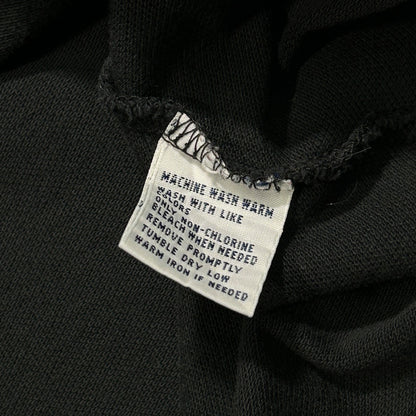 MACHINE WASH WARM
WASH WITH LIKE
COLORS
ONLY NON-CHLORINE
BLEACH WHEN NEEDED
REMOVE PROMPTLY
TUMBLE DRY LOW
WARM IRON IF NEEDED